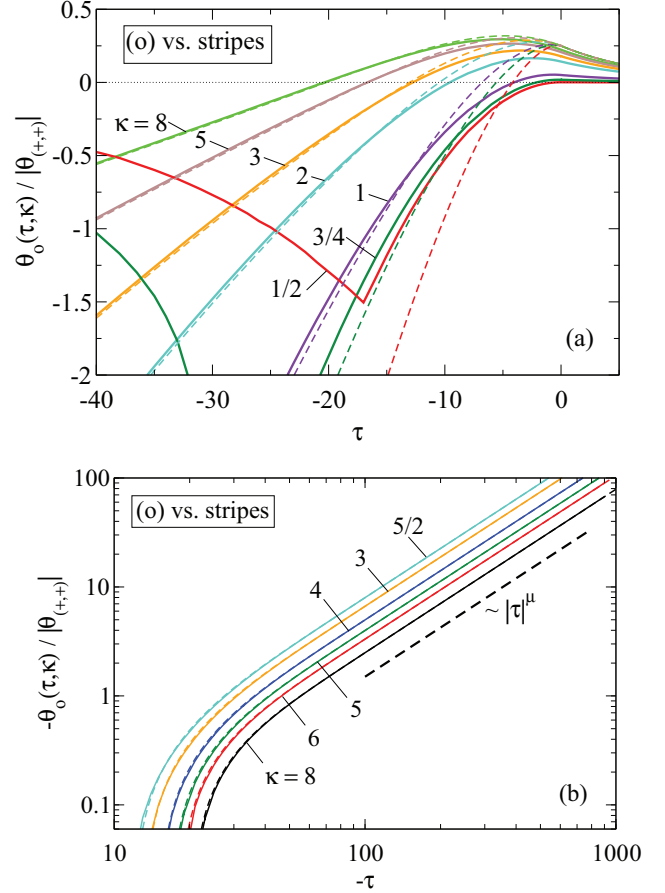 0.5
(o) vs. stripes
0
κ = 8
5
-0.5
3
2
1
-1
3/4
1/2
-1.5
(a)
-2
-40
-30
-20
-10
0
τ
θₒ(τ,κ) / |θ₍₊,₊₎|
100
(o) vs. stripes
5/2
3
10
4
~ |τ|^μ
1
5
6
κ = 8
0.1
(b)
10
100
1000
-τ
-θₒ(τ,κ) / |θ₍₊,₊₎|